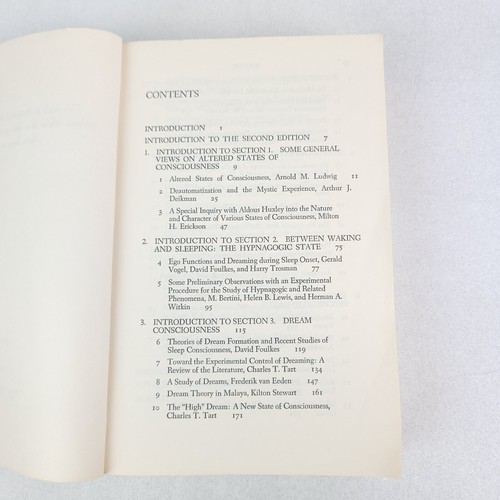 CONTENTS
INTRODUCTION 1
INTRODUCTION TO THE SECOND EDITION 7
1. INTRODUCTION TO SECTION 1. SOME GENERAL
VIEWS ON ALTERED STATES OF
CONSCIOUSNESS 9
1 Altered States of Consciousness, Arnold M. Ludwig 11
2 Deautomatization and the Mystic Experience, Arthur J.
Deikman 25
3 A Special Inquiry with Aldous Huxley into the Nature
and Character of Various States of Consciousness, Milton
H. Erickson 47
2. INTRODUCTION TO SECTION 2. BETWEEN WAKING
AND SLEEPING: THE HYPNAGOGIC STATE 75
4 Ego Functions and Dreaming during Sleep Onset, Gerald
Vogel, David Foulkes, and Harry Trosman 77
5 Some Preliminary Observations with an Experimental
Procedure for the Study of Hypnagogic and Related
Phenomena, M. Bertini, Helen B. Lewis, and Herman A.
Witkin 95
3. INTRODUCTION TO SECTION 3. DREAM
CONSCIOUSNESS 115
6 Theories of Dream Formation and Recent Studies of
Sleep Consciousness, David Foulkes 119
7 Toward the Experimental Control of Dreaming: A
Review of the Literature, Charles T. Tart 134
8 A Study of Dreams, Frederik van Eeden 147
9 Dream Theory in Malaya, Kilton Stewart 161
10 The "High" Dream: A New State of Consciousness,
Charles T. Tart 171